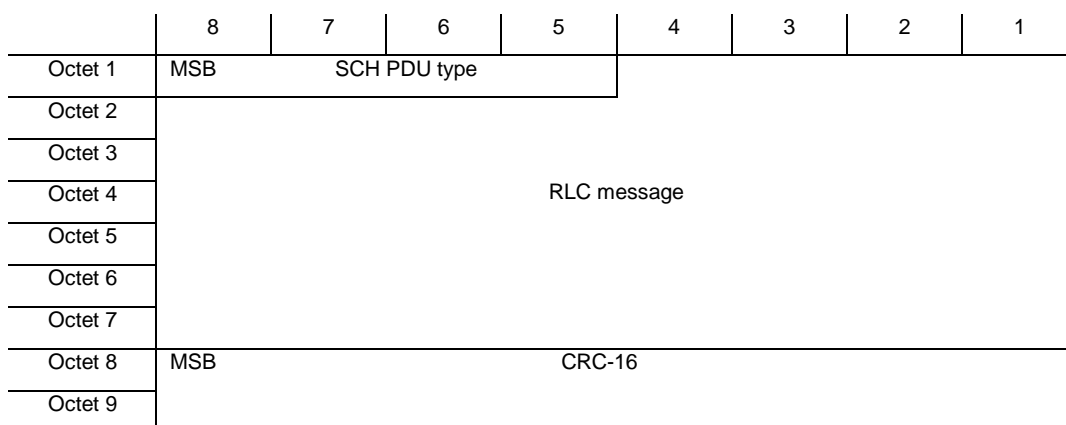 8 7 6 5 4 3 2 1
Octet 1 MSB SCH PDU type
Octet 2
Octet 3
Octet 4 RLC message
Octet 5
Octet 6
Octet 7
Octet 8 MSB CRC-16
Octet 9